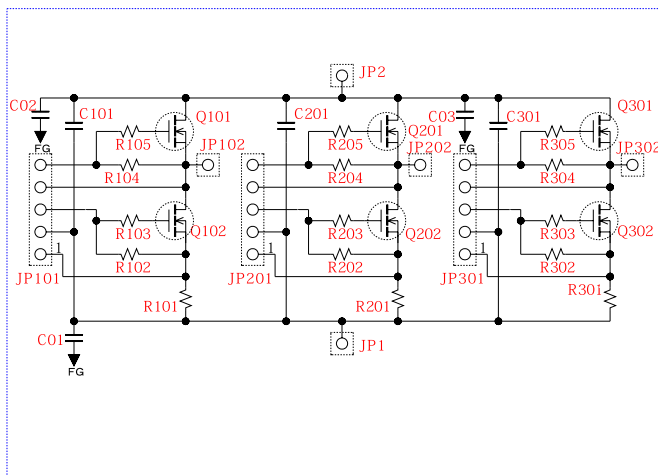 JP2
C02
C101
Q101
C201
Q201
C03
C301
Q301
FG
R105
JP102
R205
JP202
FG
R305
JP302
R104
R204
R304
R103
Q102
R203
Q202
R303
Q302
1
R102
1
R202
1
R302
JP101
JP201
JP301
R101
R201
R301
C01
JP1
FG